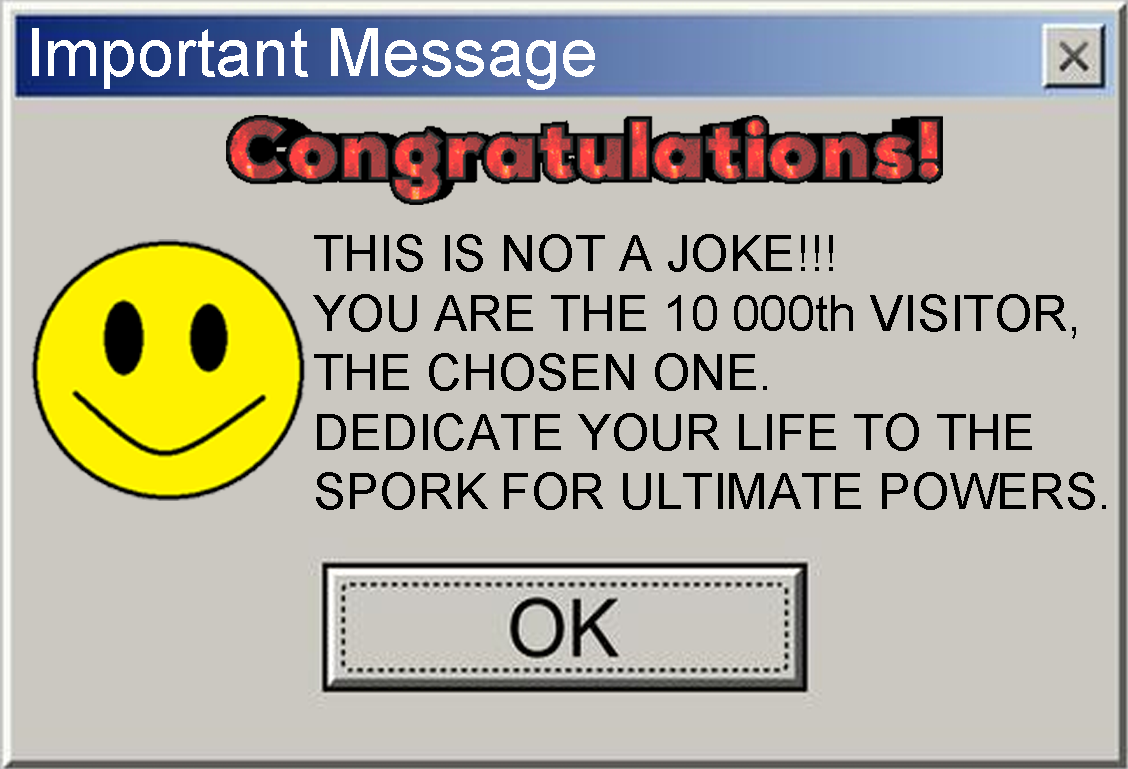 Important Message
Congratulations!
THIS IS NOT A JOKE!!!
YOU ARE THE 10 000th VISITOR,
THE CHOSEN ONE.
DEDICATE YOUR LIFE TO THE
SPORK FOR ULTIMATE POWERS.
OK